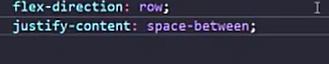 flex-direction: row;
justify-content: space-between;